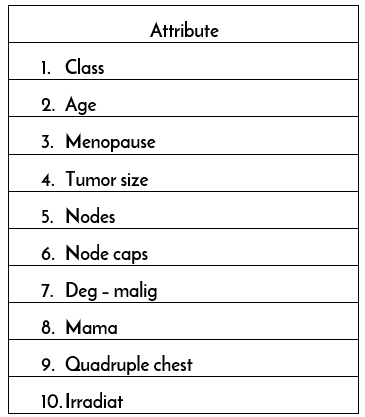 Attribute
1. Class
2. Age
3. Menopause
4. Tumor size
5. Nodes
6. Node caps
7. Deg – malig
8. Mama
9. Quadruple chest
10. Irradiat